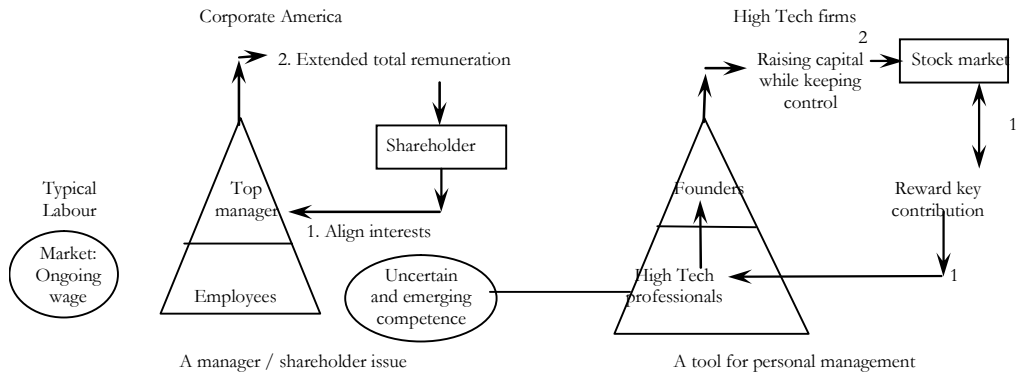 Corporate America
2. Extended total remuneration
Shareholder
Top
manager
1. Align interests
Typical
Labour
Market:
Ongoing
wage
Employees
A manager / shareholder issue
High Tech firms
2
Raising capital
while keeping
control
Stock market
1
Founders
Reward key
contribution
Uncertain
and emerging
competence
High Tech
professionals
1
A tool for personal management